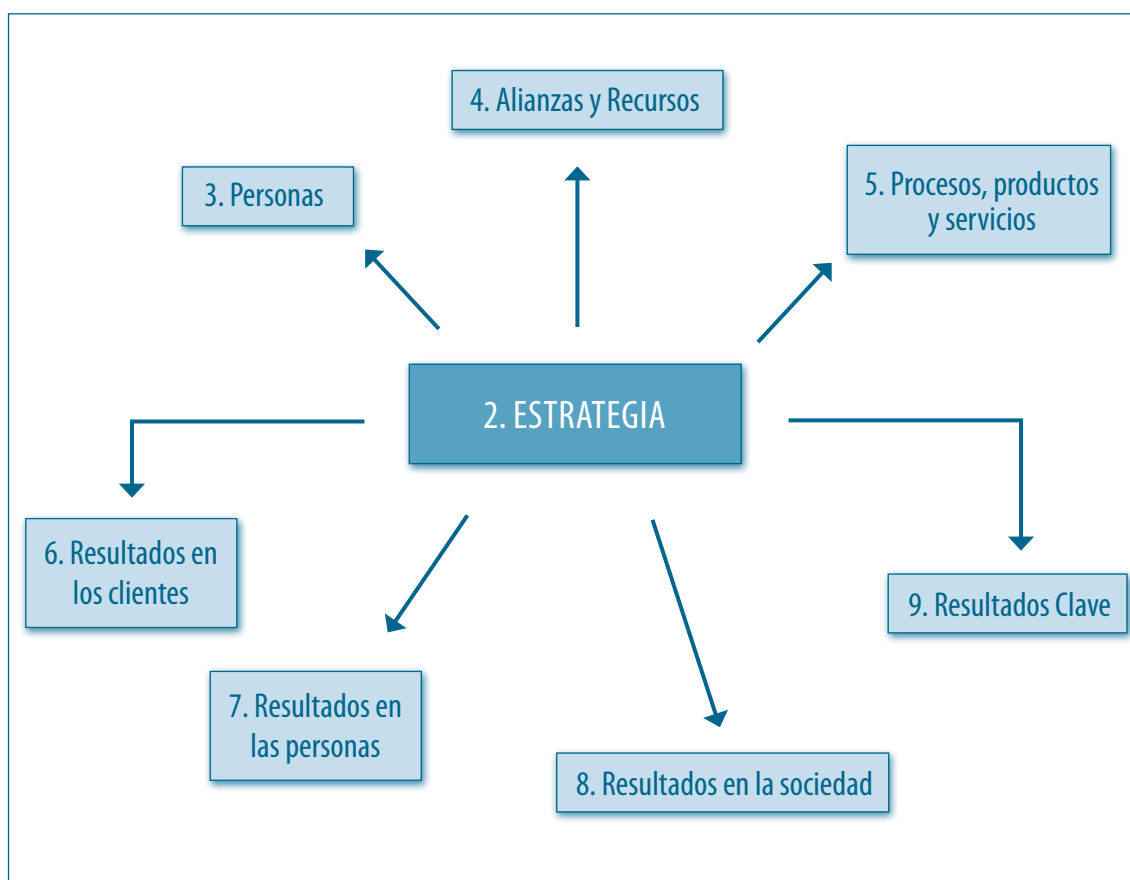 4. Alianzas y Recursos
3. Personas
5. Procesos, productos
y servicios
2. ESTRATEGIA
6. Resultados en
los clientes
9. Resultados Clave
7. Resultados en
las personas
8. Resultados en la sociedad